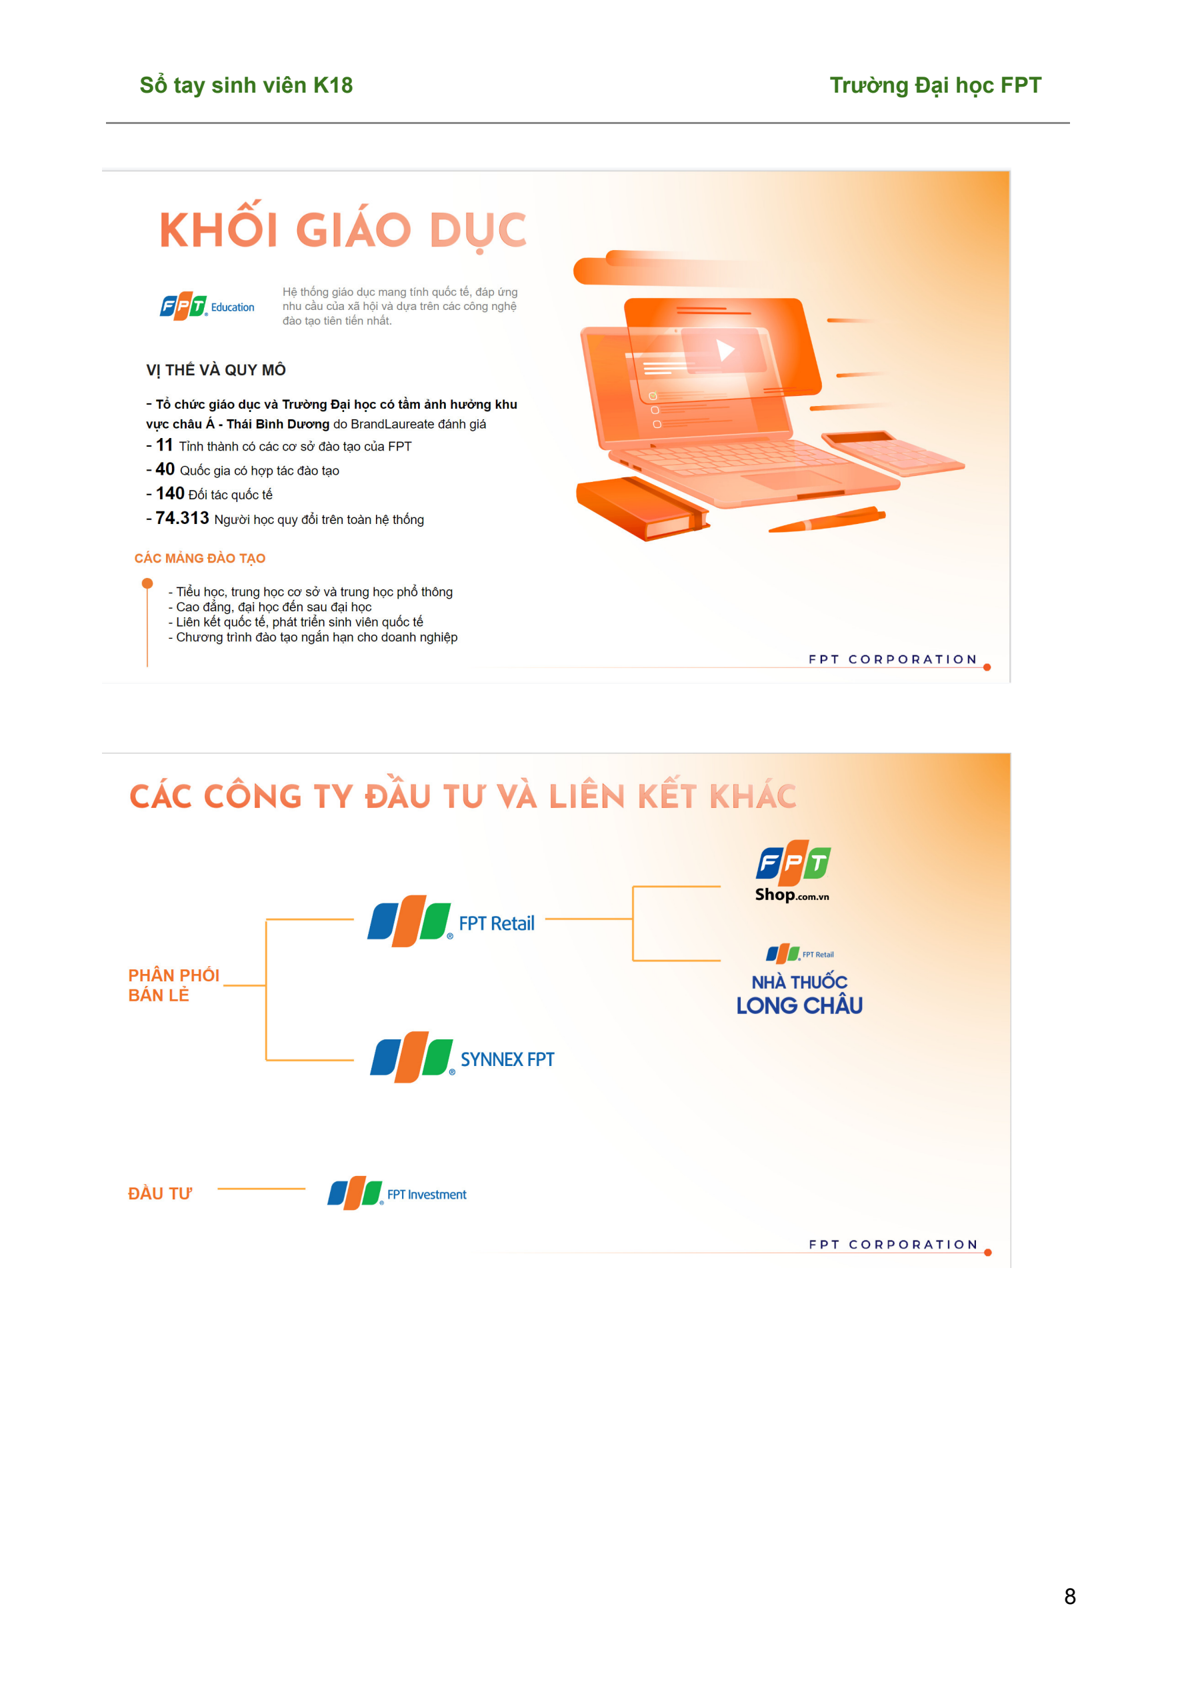 Sổ tay sinh viên K18
Trường Đại học FPT
KHỐI GIÁO DỤC
FPT Education
Hệ thống giáo dục mang tính quốc tế, đáp ứng
nhu cầu của xã hội và dựa trên các công nghệ
đào tạo tiên tiến nhất.
VỊ THẾ VÀ QUY MÔ
- Tổ chức giáo dục và Trường Đại học có tầm ảnh hưởng khu
vực châu Á - Thái Bình Dương do BrandLaureate đánh giá
- 11 Tỉnh thành có các cơ sở đào tạo của FPT
- 40 Quốc gia có hợp tác đào tạo
- 140 Đối tác quốc tế
- 74.313 Người học quy đổi trên toàn hệ thống
CÁC MẢNG ĐÀO TẠO
- Tiểu học, trung học cơ sở và trung học phổ thông
- Cao đẳng, đại học đến sau đại học
- Liên kết quốc tế, phát triển sinh viên quốc tế
- Chương trình đào tạo ngắn hạn cho doanh nghiệp
FPT CORPORATION
CÁC CÔNG TY ĐẦU TƯ VÀ LIÊN KẾT KHÁC
PHÂN PHỐI
BÁN LẺ
FPT Retail
FPT
Shop.com.vn
FPT Retail
NHÀ THUỐC
LONG CHÂU
SYNNEX FPT
ĐẦU TƯ
FPT Investment
FPT CORPORATION
8